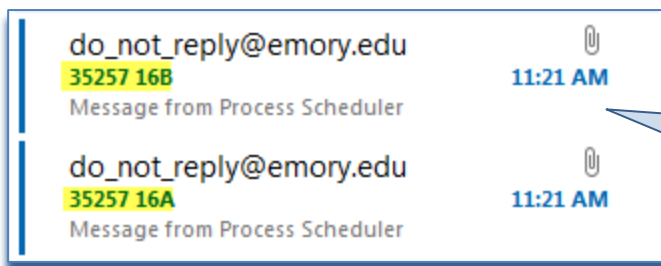 do_not_reply@emory.edu
35257 16B 11:21 AM
Message from Process Scheduler
do_not_reply@emory.edu
35257 16A 11:21 AM
Message from Process Scheduler